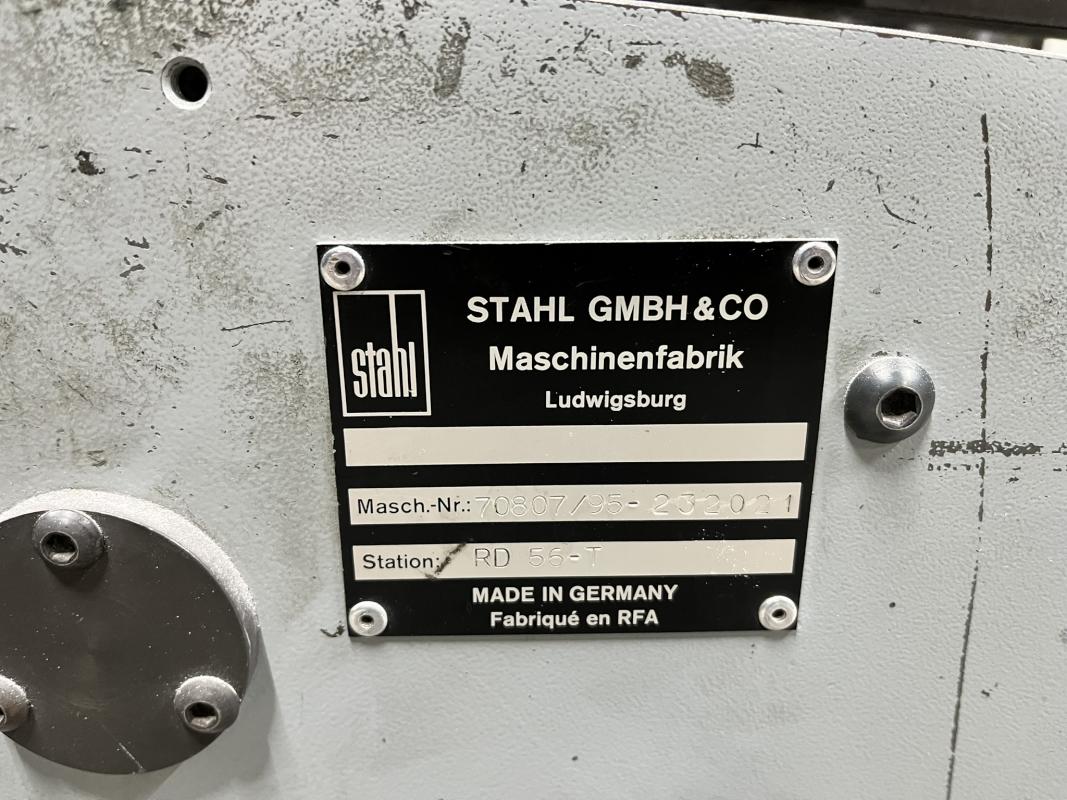 stahl
STAHL GMBH & CO
Maschinenfabrik
Ludwigsburg
Masch.-Nr.: 70807/95-232021
Station: RD 56-T
MADE IN GERMANY
Fabriqué en RFA